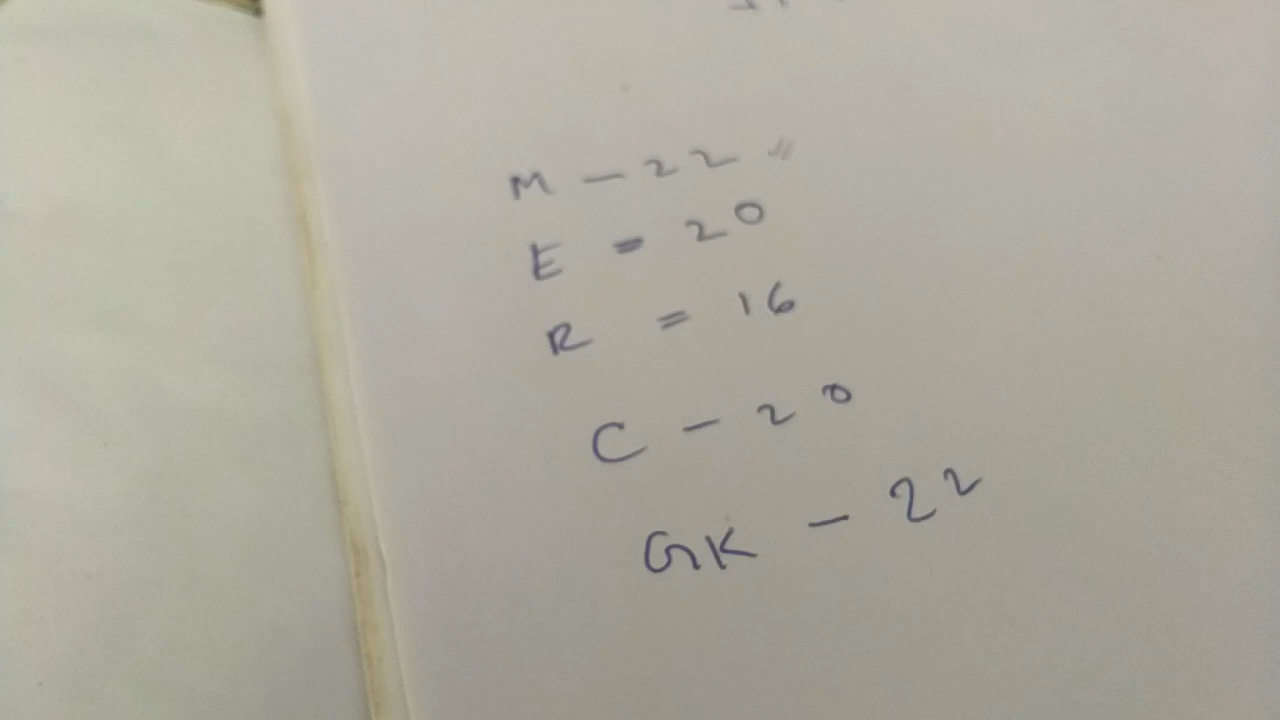 M - 22 "
E = 20
R = 16
C - 20
GK - 22